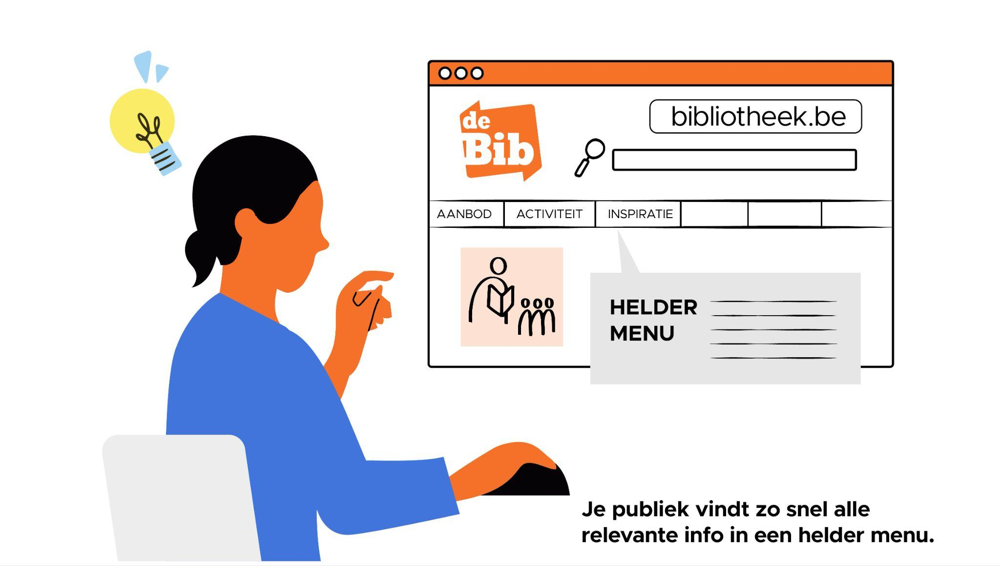 de
Bib
bibliotheek.be
AANBOD
ACTIVITEIT
INSPIRATIE
HELDER
MENU
Je publiek vindt zo snel alle
relevante info in een helder menu.